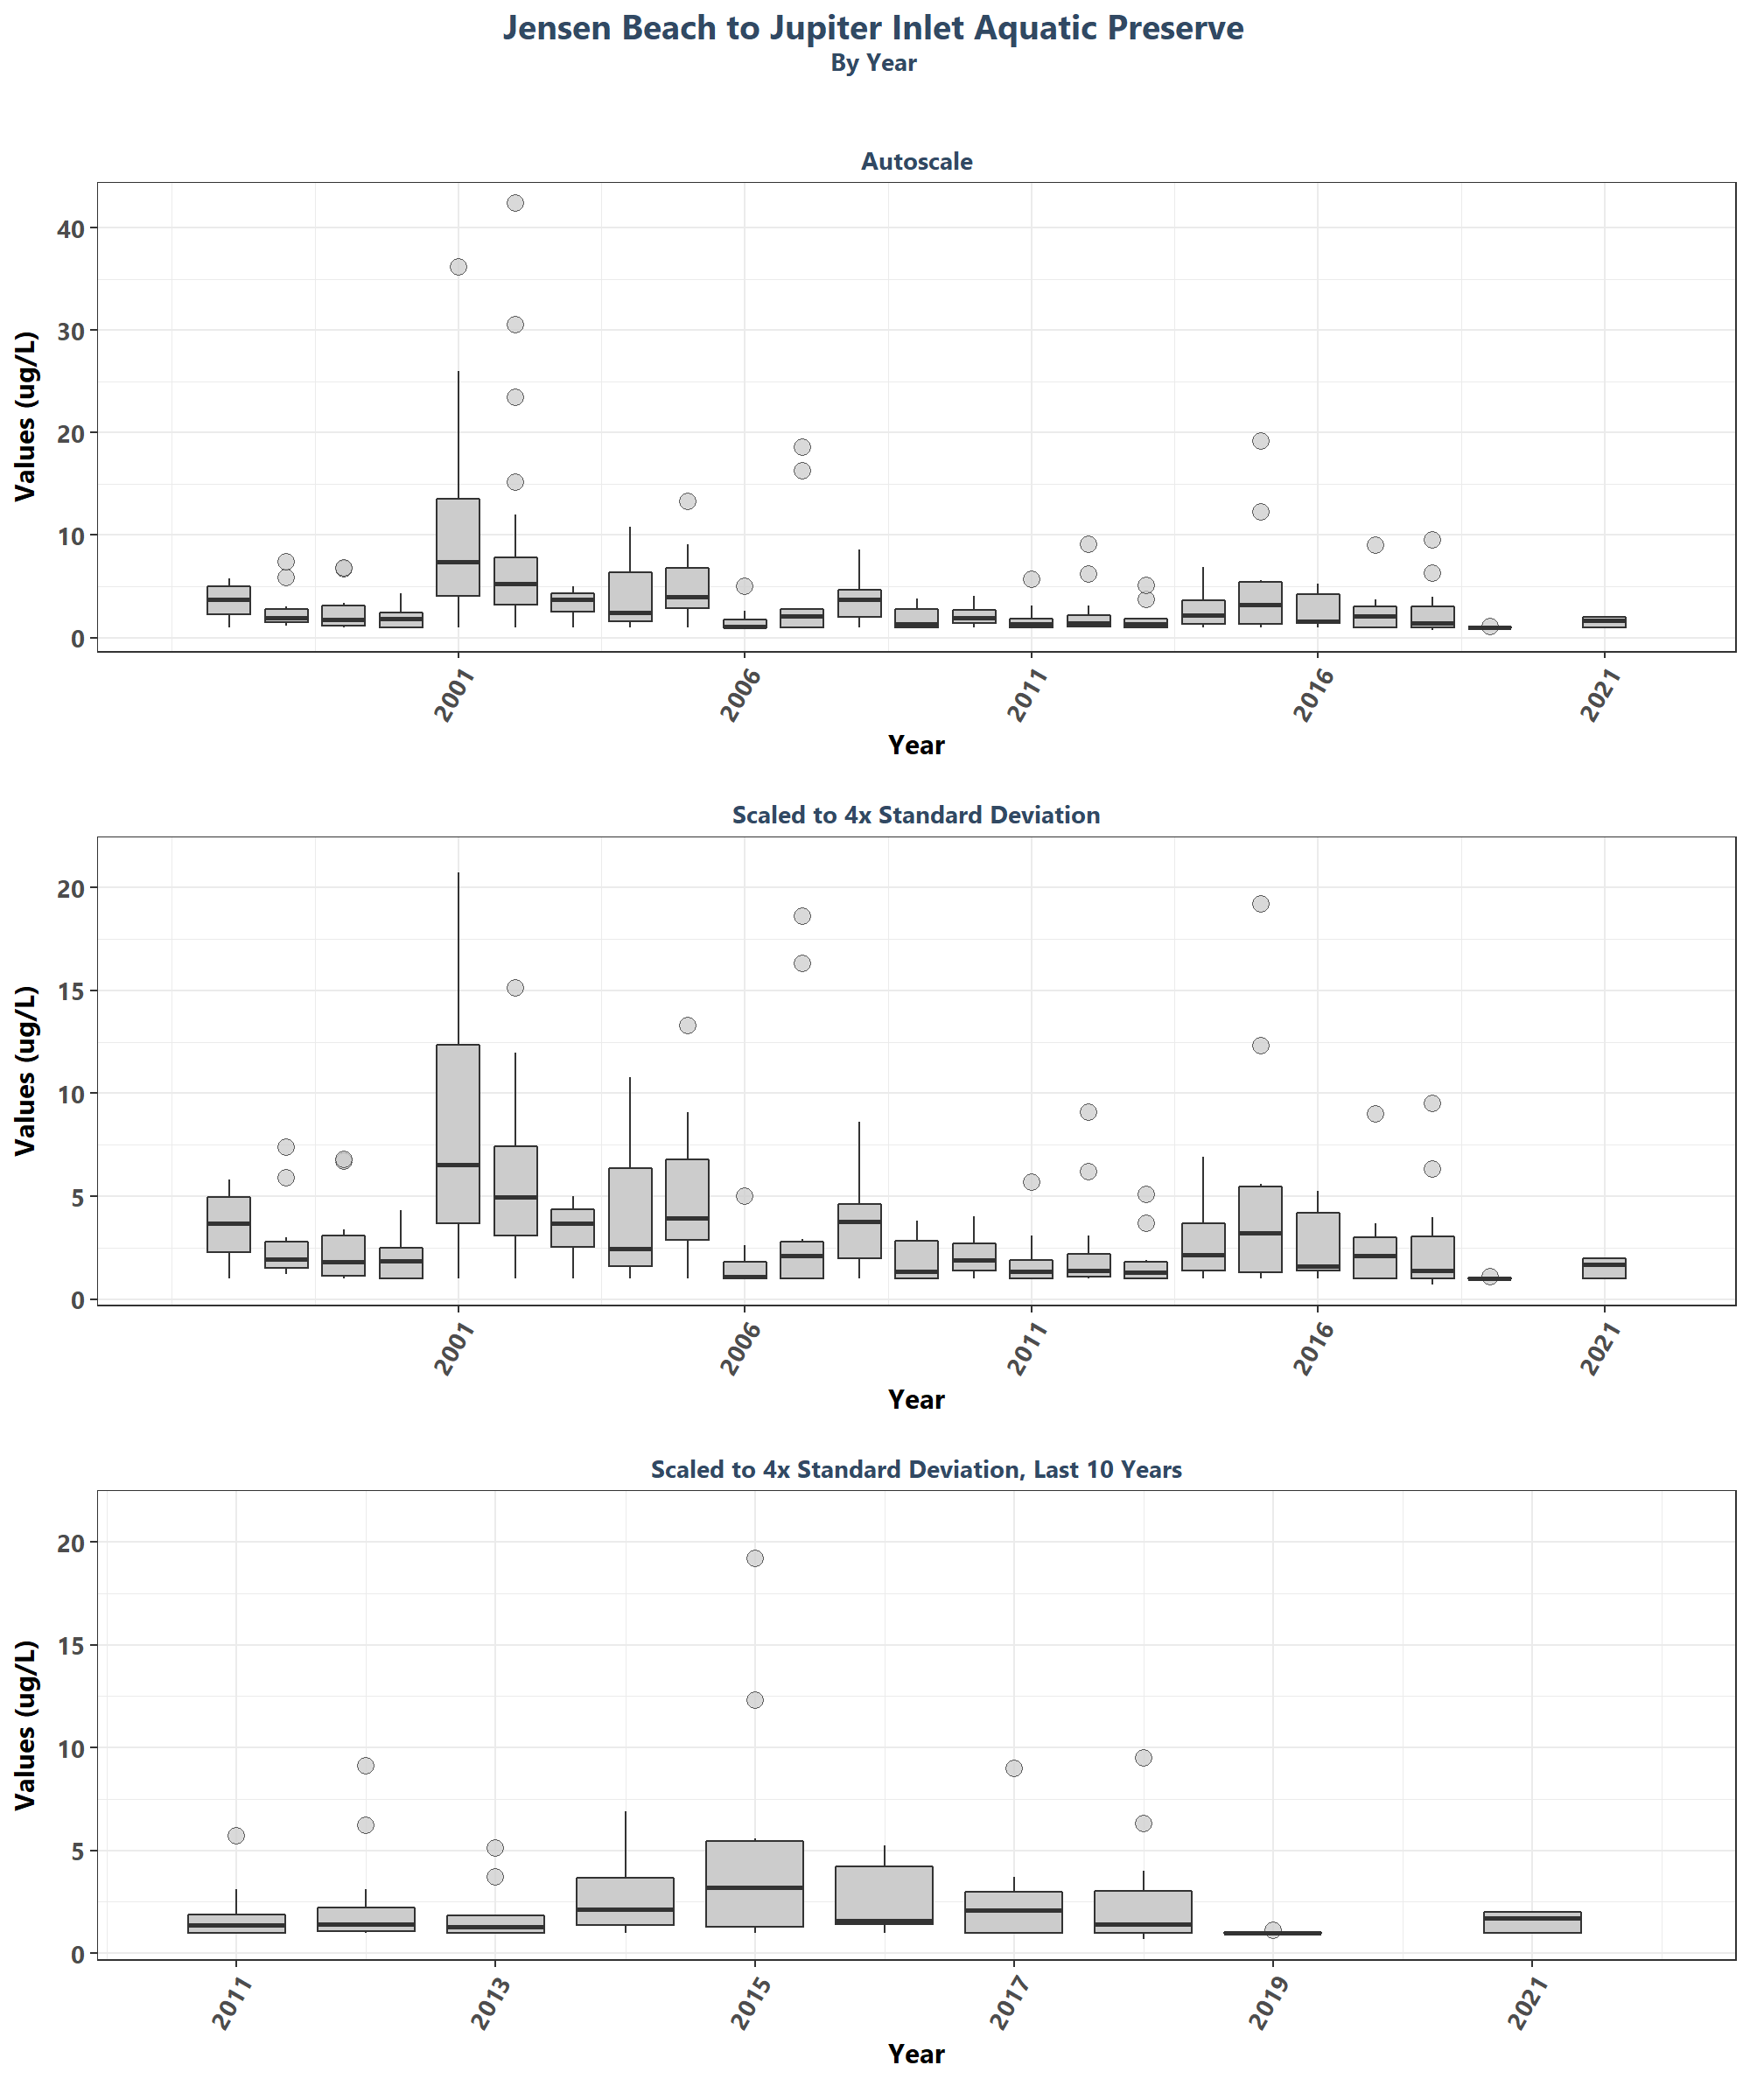 Jensen Beach to Jupiter Inlet Aquatic Preserve
By Year
Autoscale
Values (ug/L)
40
30
20
10
0
2001
2006
2011
2016
2021
Year
Scaled to 4x Standard Deviation
Values (ug/L)
20
15
10
5
0
2001
2006
2011
2016
2021
Year
Scaled to 4x Standard Deviation, Last 10 Years
Values (ug/L)
20
15
10
5
0
2011
2013
2015
2017
2019
2021
Year